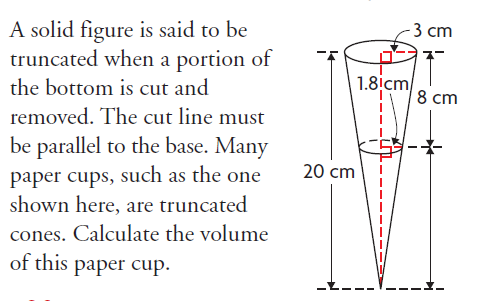 A solid figure is said to be
truncated when a portion of
the bottom is cut and
removed. The cut line must
be parallel to the base. Many
paper cups, such as the one
shown here, are truncated
cones. Calculate the volume
of this paper cup.
3 cm
1.8 cm
8 cm
20 cm